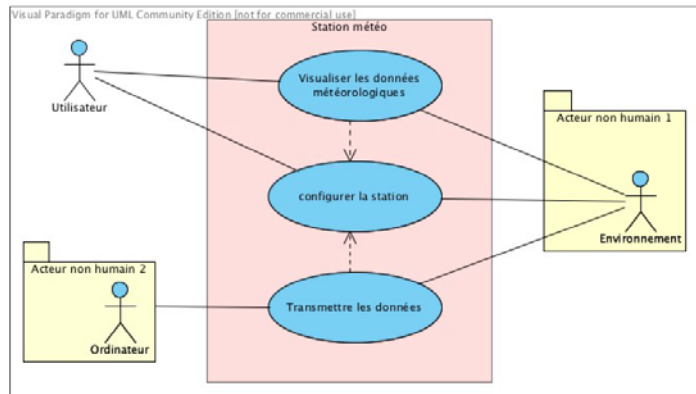 Visual Paradigm for UML Community Edition [not for commercial use]
Station météo
Visualiser les données
météorologiques
Utilisateur
Acteur non humain 1
configurer la station
Environnement
Acteur non humain 2
Transmettre les données
Ordinateur